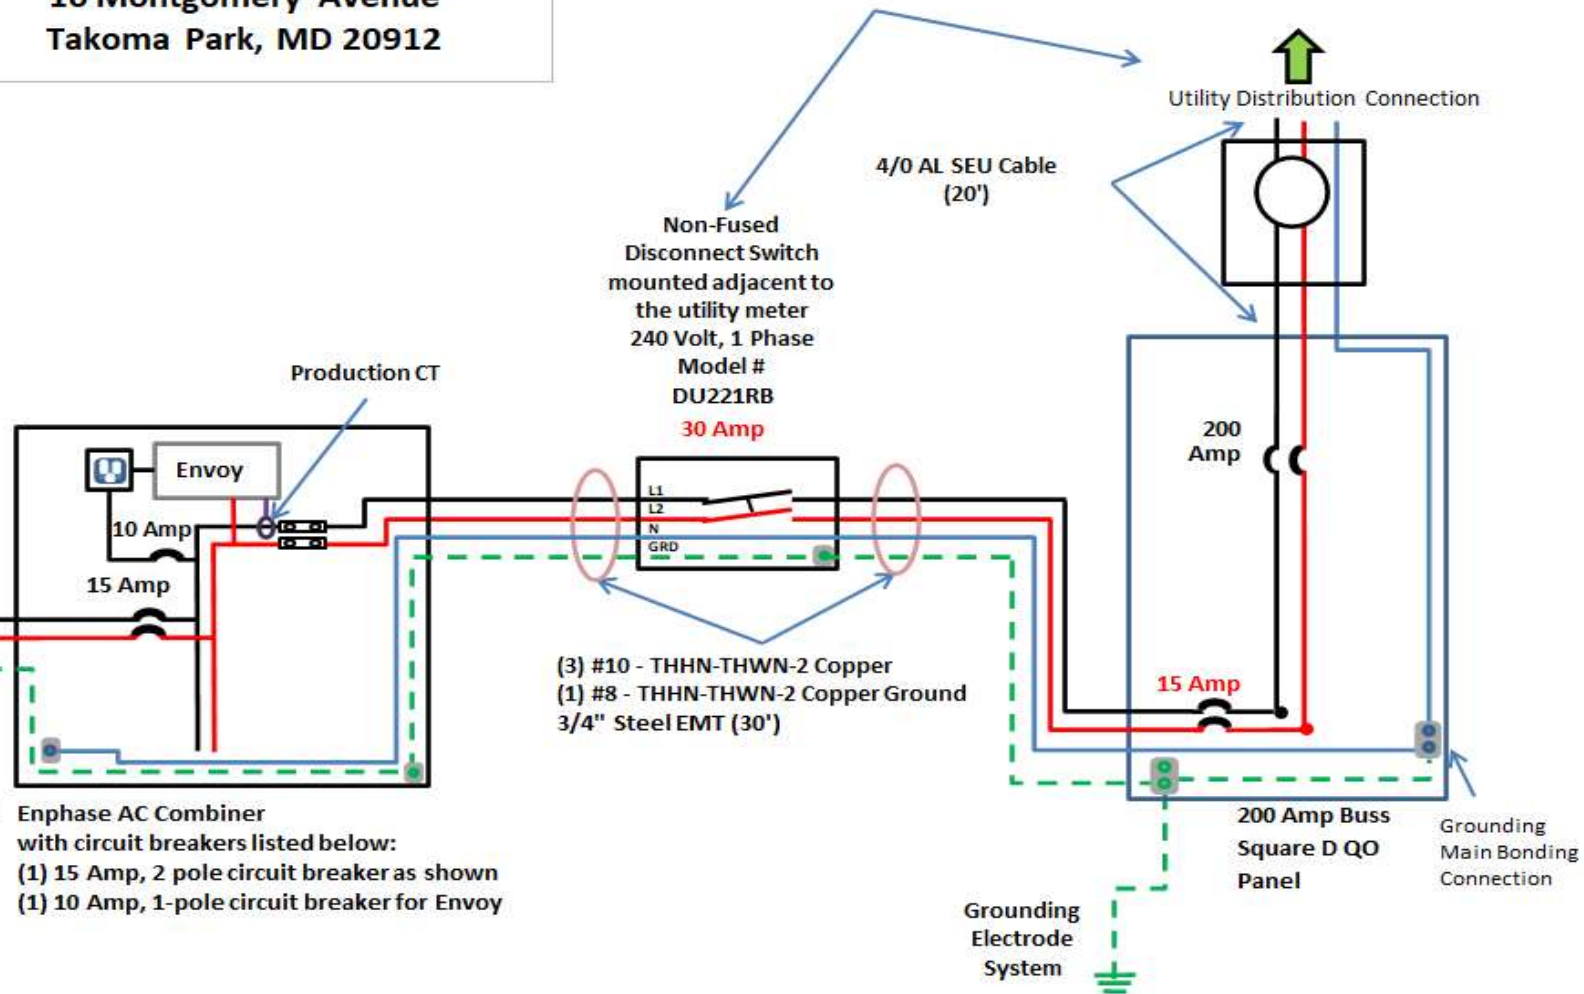 16 Montgomery Avenue
Takoma Park, MD 20912
Utility Distribution Connection
4/0 AL SEU Cable
(20')
Non-Fused
Disconnect Switch
mounted adjacent to
the utility meter
240 Volt, 1 Phase
Model #
DU221RB
30 Amp
Production CT
200
Amp
Envoy
L1
L2
N
GRD
10 Amp
15 Amp
(3) #10 - THHN-THWN-2 Copper
(1) #8 - THHN-THWN-2 Copper Ground
3/4" Steel EMT (30')
15 Amp
Enphase AC Combiner
with circuit breakers listed below:
(1) 15 Amp, 2 pole circuit breaker as shown
(1) 10 Amp, 1-pole circuit breaker for Envoy
200 Amp Buss
Square D QO
Panel
Grounding
Main Bonding
Connection
Grounding
Electrode
System